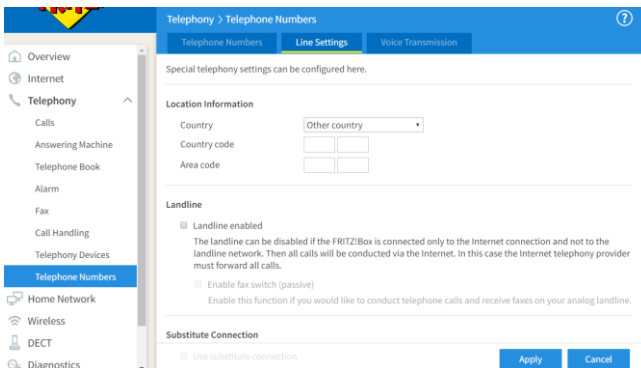 Telephony > Telephone Numbers
?
Telephone Numbers
Line Settings
Voice Transmission
Overview
Internet
Telephony
Calls
Answering Machine
Telephone Book
Alarm
Fax
Call Handling
Telephony Devices
Telephone Numbers
Home Network
Wireless
DECT
Diagnostics
Special telephony settings can be configured here.
Location Information
Country
Other country
Country code
Area code
Landline
Landline enabled
The landline can be disabled if the FRITZ!Box is connected only to the Internet connection and not to the
landline network. Then all calls will be conducted via the Internet. In this case the Internet telephony provider
must forward all calls.
Enable fax switch (passive)
Enable this function if you would like to conduct telephone calls and receive faxes on your analog landline.
Substitute Connection
Use substitute connection
Apply
Cancel